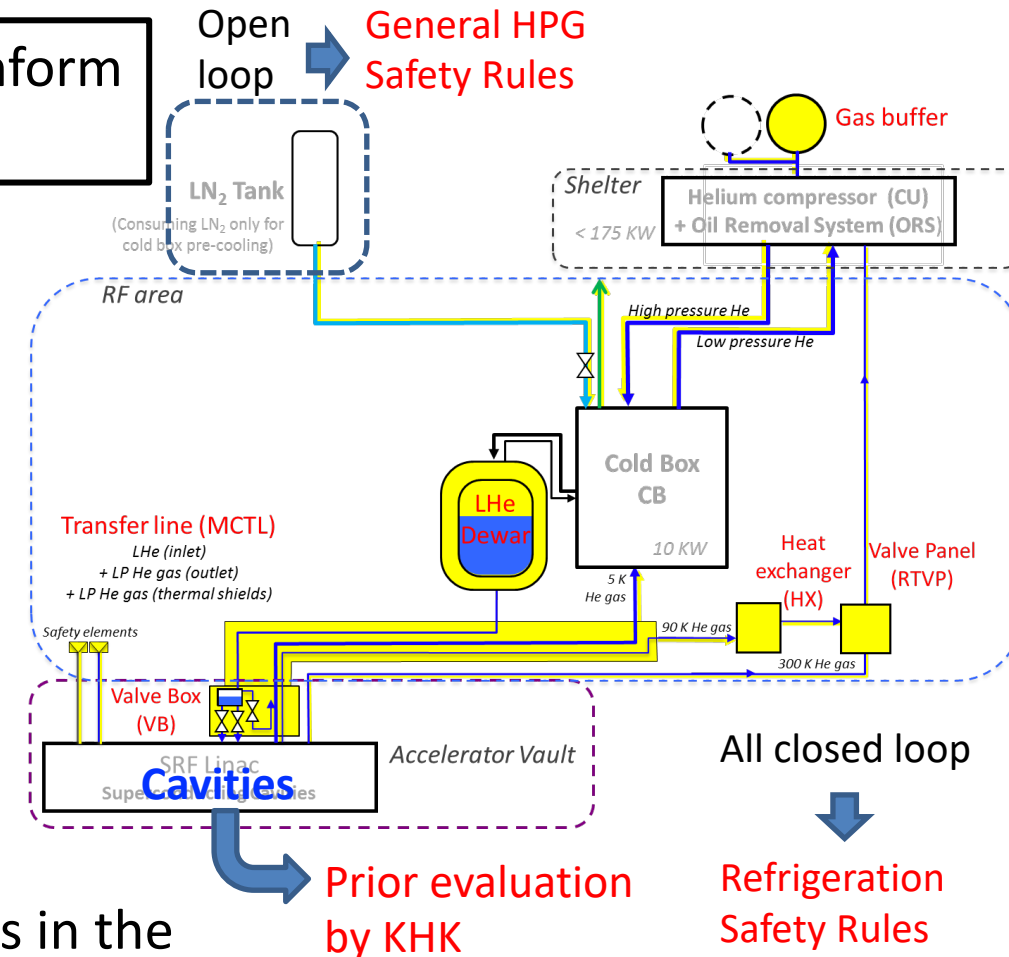 nform
Open
loop
General HPG
Safety Rules
Gas buffer
LN₂ Tank
(Consuming LN₂ only for
cold box pre-cooling)
Shelter
< 175 KW
Helium compressor (CU)
+ Oil Removal System (ORS)
RF area
High pressure He
Low pressure He
Cold Box
CB
10 KW
LHe
Dewar
Transfer line (MCTL)
LHe (inlet)
+ LP He gas (outlet)
+ LP He gas (thermal shields)
Heat
exchanger
(HX)
Valve Panel
(RTVP)
5 K
He gas
Safety elements
90 K He gas
300 K He gas
Valve Box
(VB)
Accelerator Vault
SRF Linac
Cavities
Superconducting Cavities
All closed loop
Prior evaluation
by KHK
Refrigeration
Safety Rules
s in the